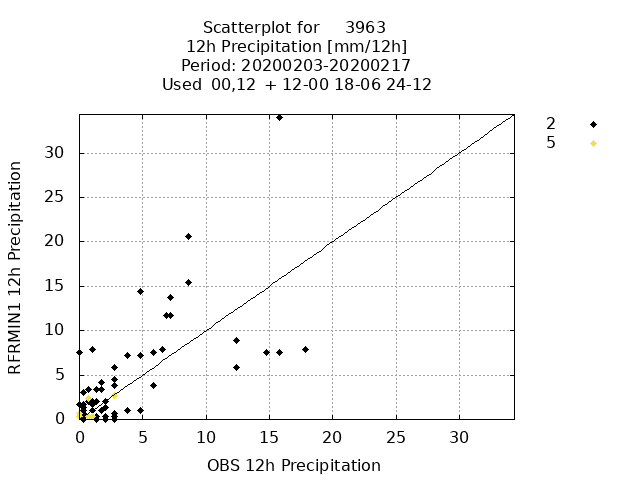 Scatterplot for 3963
12h Precipitation [mm/12h]
Period: 20200203-20200217
Used 00,12 + 12-00 18-06 24-12
2
5
RFRMIN1 12h Precipitation
30
25
20
15
10
5
0
0 5 10 15 20 25 30
OBS 12h Precipitation